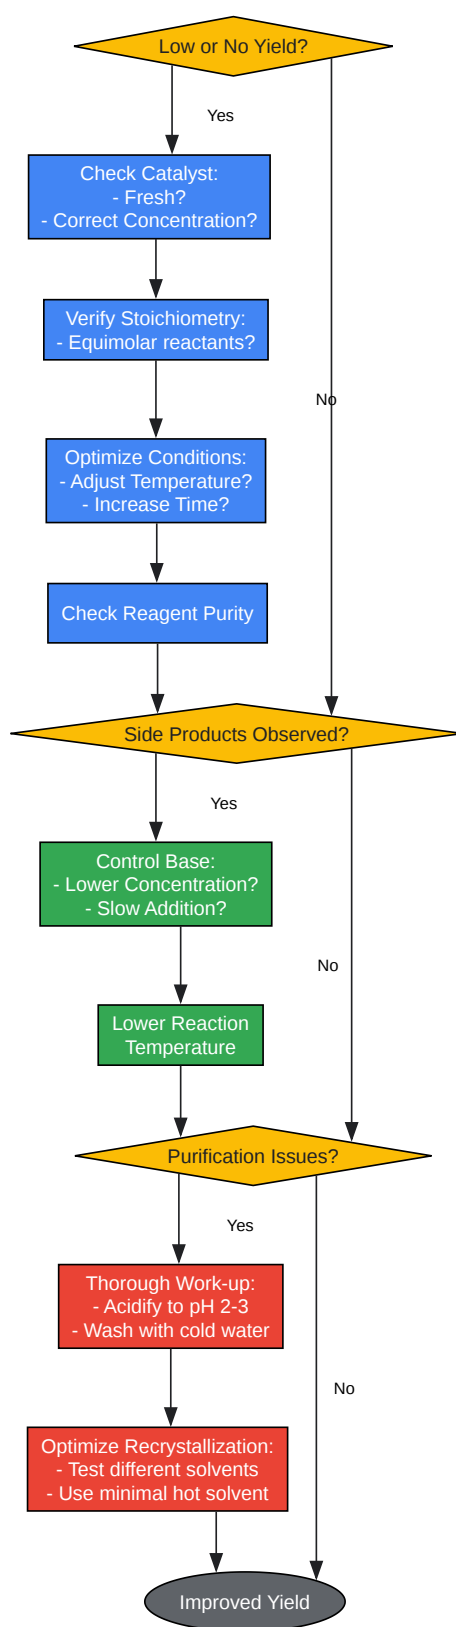 Low or No Yield?
Yes
Check Catalyst:
- Fresh?
- Correct Concentration?
Verify Stoichiometry:
- Equimolar reactants?
No
Optimize Conditions:
- Adjust Temperature?
- Increase Time?
Check Reagent Purity
Side Products Observed?
Yes
Control Base:
- Lower Concentration?
- Slow Addition?
No
Lower Reaction
Temperature
Purification Issues?
Yes
Thorough Work-up:
- Acidify to pH 2-3
- Wash with cold water
No
Optimize Recrystallization:
- Test different solvents
- Use minimal hot solvent
Improved Yield